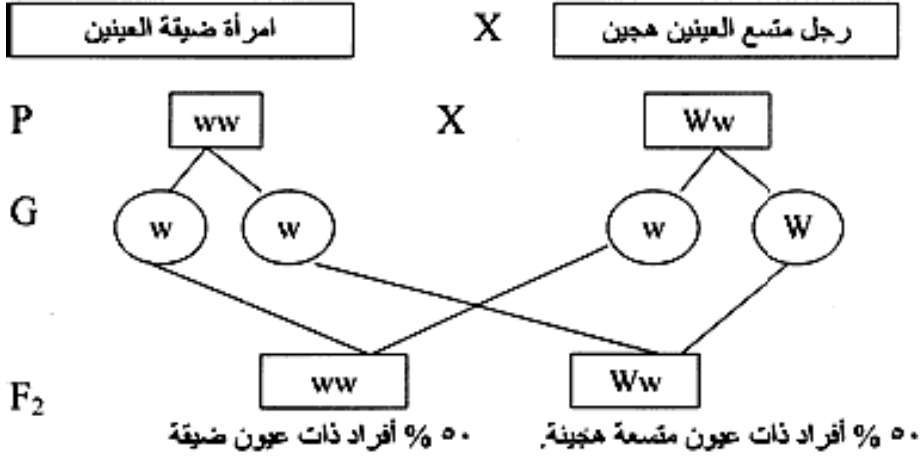 رجل متسع العينين هجين X امرأة ضيقة العينين
P ww X Ww
G w w w W
F2 ww Ww
٥٠ % أفراد ذات عيون متسعة هجينة. ٥٠ % أفراد ذات عيون ضيقة